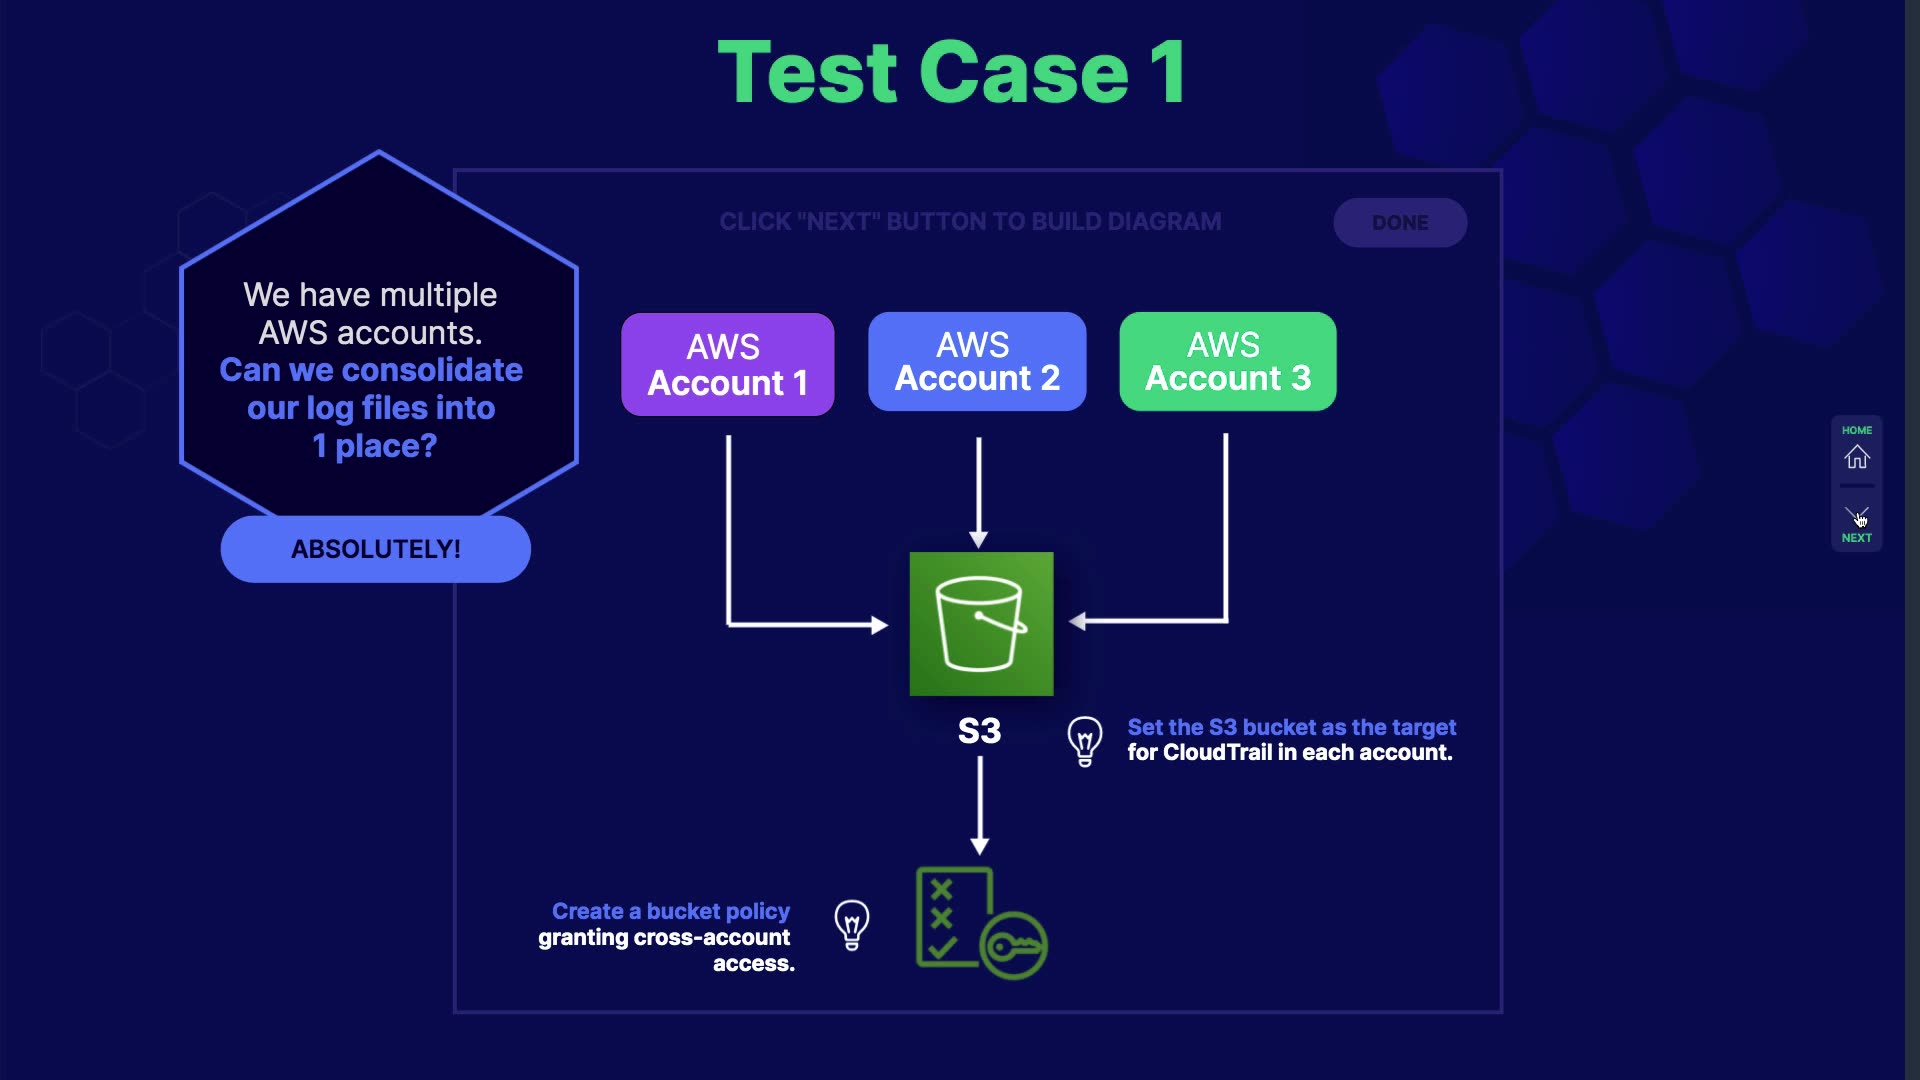 Test Case 1
We have multiple
AWS accounts.
Can we consolidate
our log files into
1 place?
ABSOLUTELY!
CLICK "NEXT" BUTTON TO BUILD DIAGRAM
DONE
AWS
Account 1
AWS
Account 2
AWS
Account 3
S3
Set the S3 bucket as the target
for CloudTrail in each account.
Create a bucket policy
granting cross-account
access.
HOME
NEXT